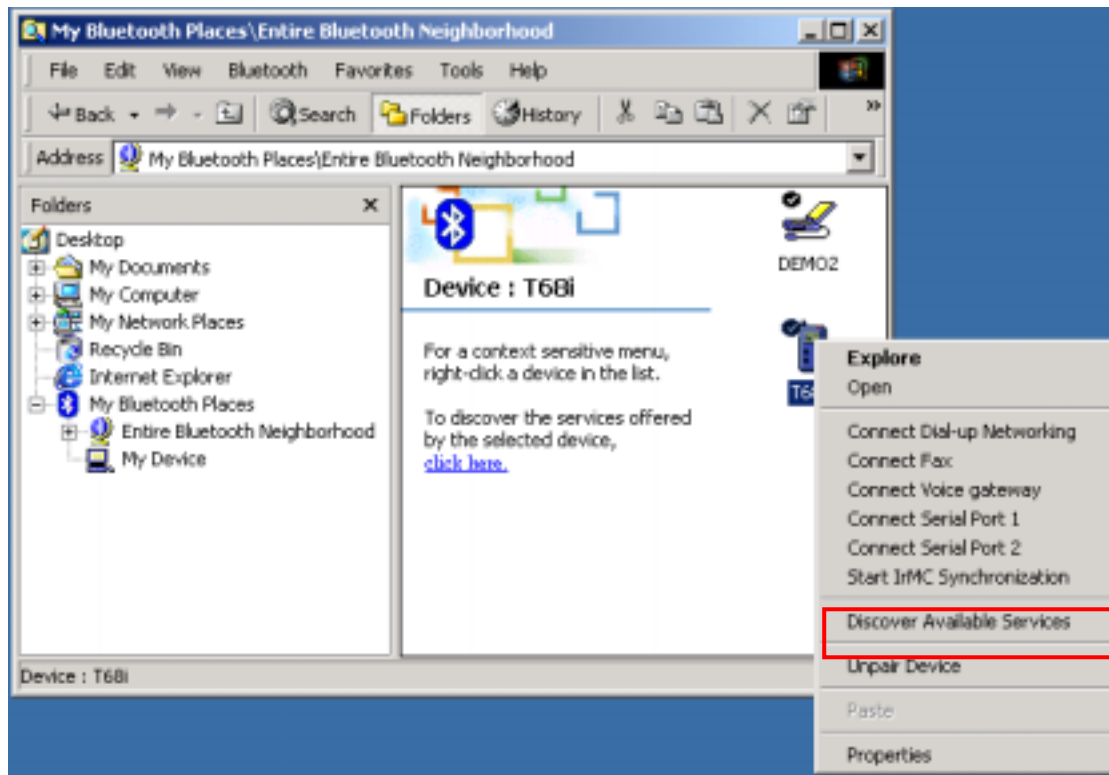 My Bluetooth Places\Entire Bluetooth Neighborhood
File Edit View Bluetooth Favorites Tools Help
Back Search Folders History »
Address My Bluetooth Places\Entire Bluetooth Neighborhood
Folders
Desktop
My Documents
My Computer
My Network Places
Recycle Bin
Internet Explorer
My Bluetooth Places
Entire Bluetooth Neighborhood
My Device
Device : T68i
For a context sensitive menu,
right-click a device in the list.
To discover the services offered
by the selected device,
click here.
DEMO2
Explore
Open
Connect Dial-up Networking
Connect Fax
Connect Voice gateway
Connect Serial Port 1
Connect Serial Port 2
Start IrMC Synchronization
Discover Available Services
Unpair Device
Paste
Properties
Device : T68i